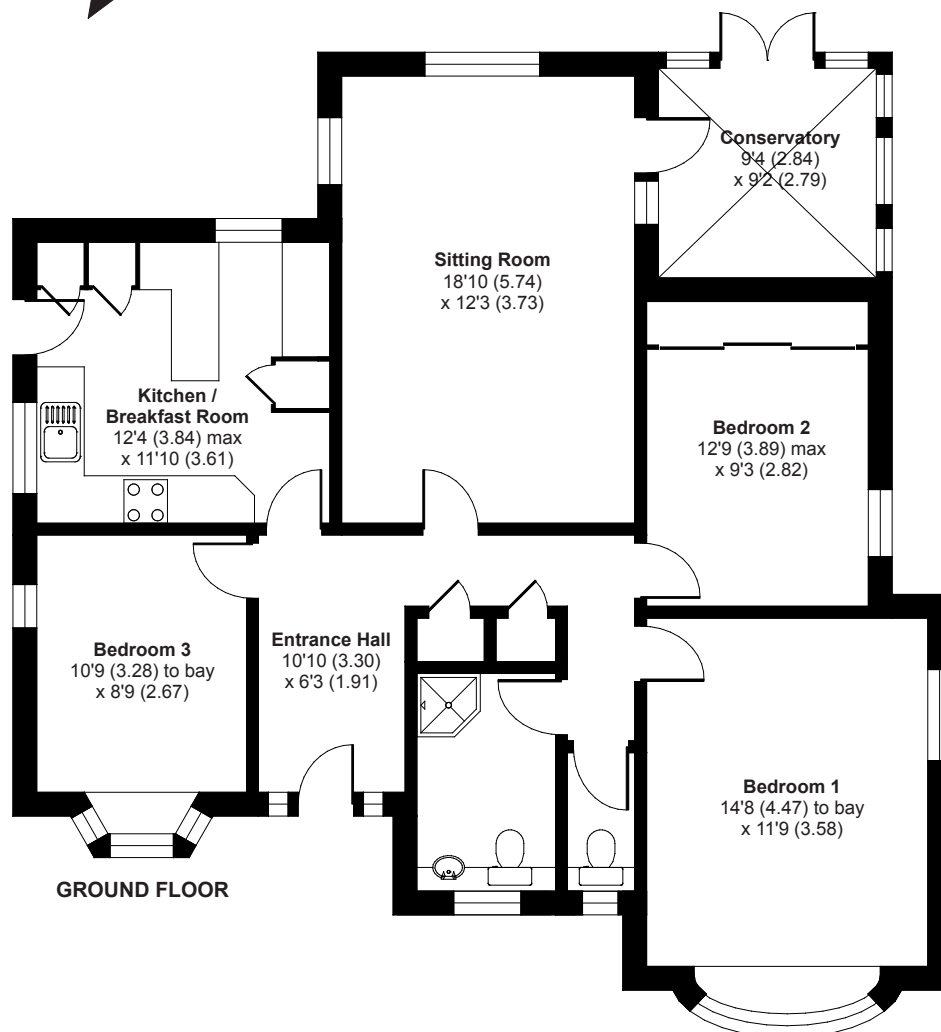 Conservatory
9'4 (2.84)
x 9'2 (2.79)
Sitting Room
18'10 (5.74)
x 12'3 (3.73)
Kitchen /
Breakfast Room
12'4 (3.84) max
x 11'10 (3.61)
Bedroom 2
12'9 (3.89) max
x 9'3 (2.82)
Bedroom 3
10'9 (3.28) to bay
x 8'9 (2.67)
Entrance Hall
10'10 (3.30)
x 6'3 (1.91)
Bedroom 1
14'8 (4.47) to bay
x 11'9 (3.58)
GROUND FLOOR